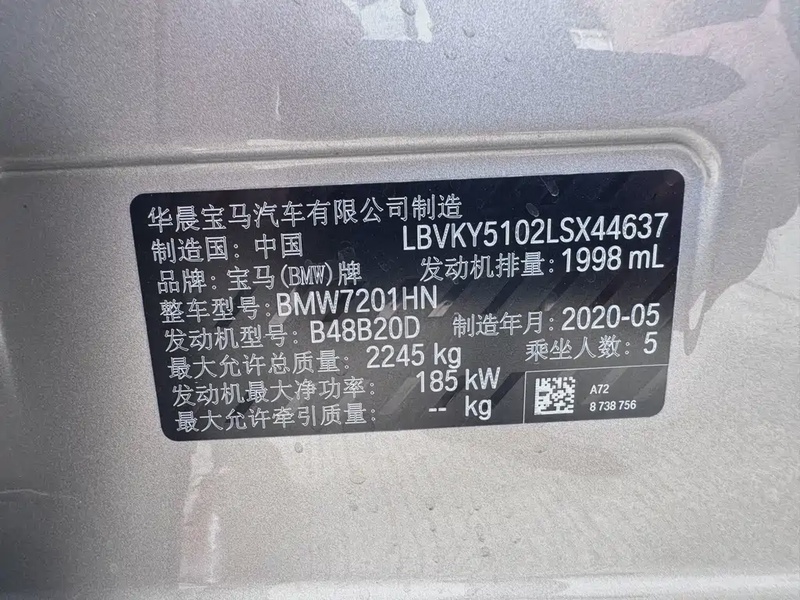 华晨宝马汽车有限公司制造
制造国: 中国 LBVKY5102LSX44637
品牌: 宝马(BMW)牌 发动机排量: 1998 mL
整车型号: BMW7201HN
发动机型号: B48B20D 制造年月: 2020-05
最大允许总质量: 2245 kg 乘坐人数: 5
发动机最大净功率: 185 kW
最大允许牵引质量: -- kg
A72
8 738 756